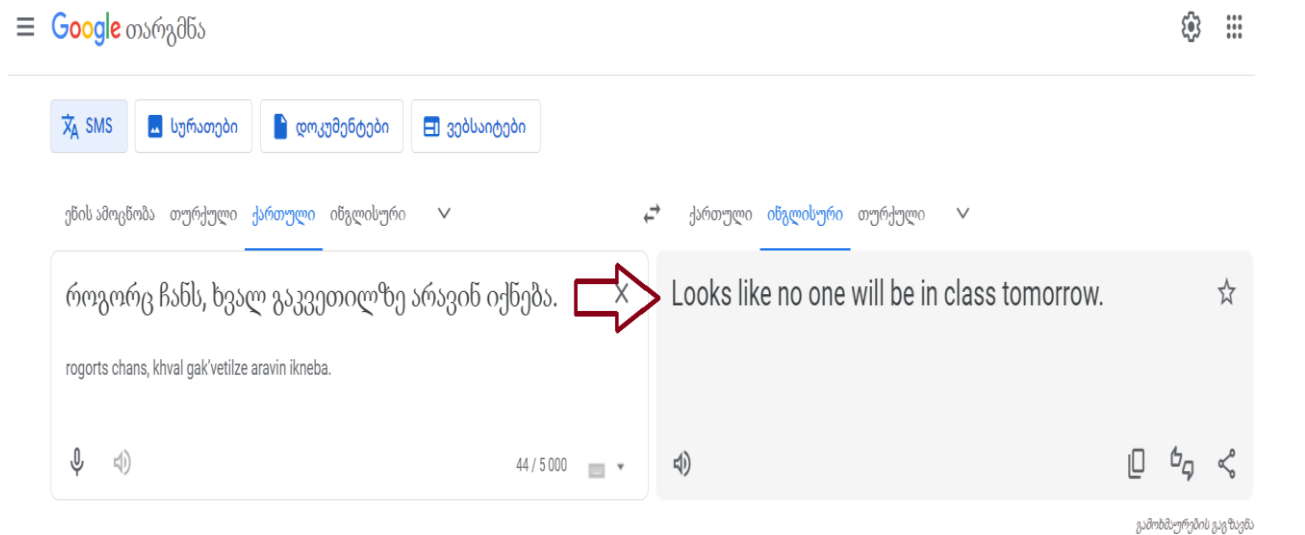 Google თარგმნა
SMS სურათები დოკუმენტები ვებსაიტები
ენის ამოცნობა თურქული ქართული ინგლისური
ქართული ინგლისური თურქული
როგორც ჩანს, ხვალ გაკვეთილზე არავინ იქნება.
Looks like no one will be in class tomorrow.
rogorts chans, khval gak'vetilze aravin ikneba.
44 / 5 000
გამოხმაურების გაგზავნა